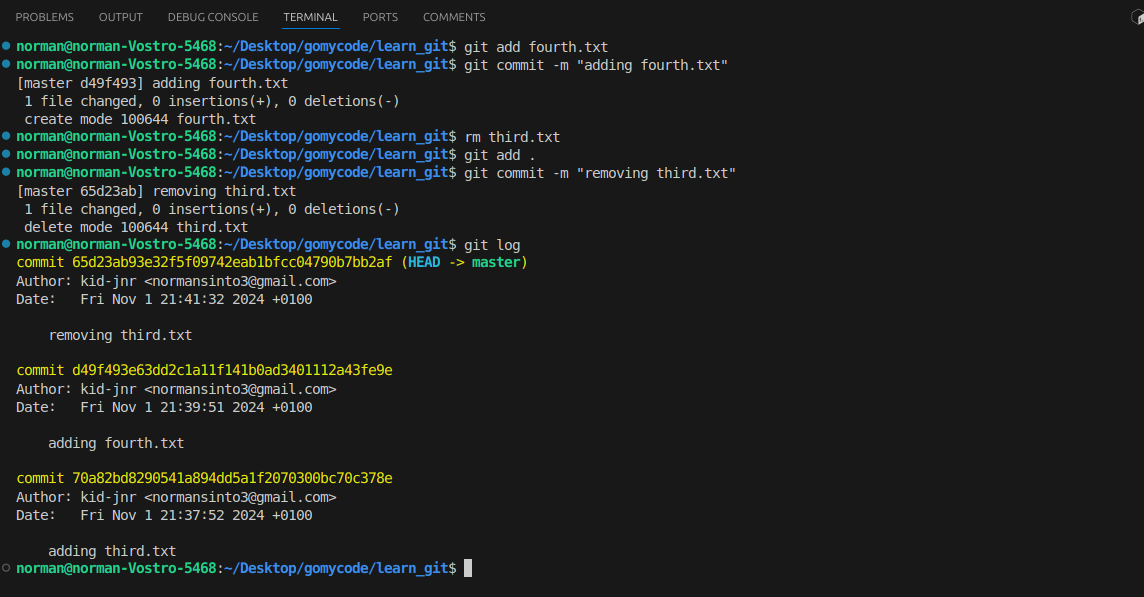 PROBLEMS OUTPUT DEBUG CONSOLE TERMINAL PORTS COMMENTS
norman@norman-Vostro-5468:~/Desktop/gomycode/learn_git$ git add fourth.txt
norman@norman-Vostro-5468:~/Desktop/gomycode/learn_git$ git commit -m "adding fourth.txt"
[master d49f493] adding fourth.txt
 1 file changed, 0 insertions(+), 0 deletions(-)
 create mode 100644 fourth.txt
norman@norman-Vostro-5468:~/Desktop/gomycode/learn_git$ rm third.txt
norman@norman-Vostro-5468:~/Desktop/gomycode/learn_git$ git add .
norman@norman-Vostro-5468:~/Desktop/gomycode/learn_git$ git commit -m "removing third.txt"
[master 65d23ab] removing third.txt
 1 file changed, 0 insertions(+), 0 deletions(-)
 delete mode 100644 third.txt
norman@norman-Vostro-5468:~/Desktop/gomycode/learn_git$ git log
commit 65d23ab93e32f5f09742eab1bfcc04790b7bb2af (HEAD -> master)
Author: kid-jnr <normansinto3@gmail.com>
Date:   Fri Nov 1 21:41:32 2024 +0100

    removing third.txt

commit d49f493e63dd2c1a11f141b0ad3401112a43fe9e
Author: kid-jnr <normansinto3@gmail.com>
Date:   Fri Nov 1 21:39:51 2024 +0100

    adding fourth.txt

commit 70a82bd8290541a894dd5a1f2070300bc70c378e
Author: kid-jnr <normansinto3@gmail.com>
Date:   Fri Nov 1 21:37:52 2024 +0100

    adding third.txt
norman@norman-Vostro-5468:~/Desktop/gomycode/learn_git$